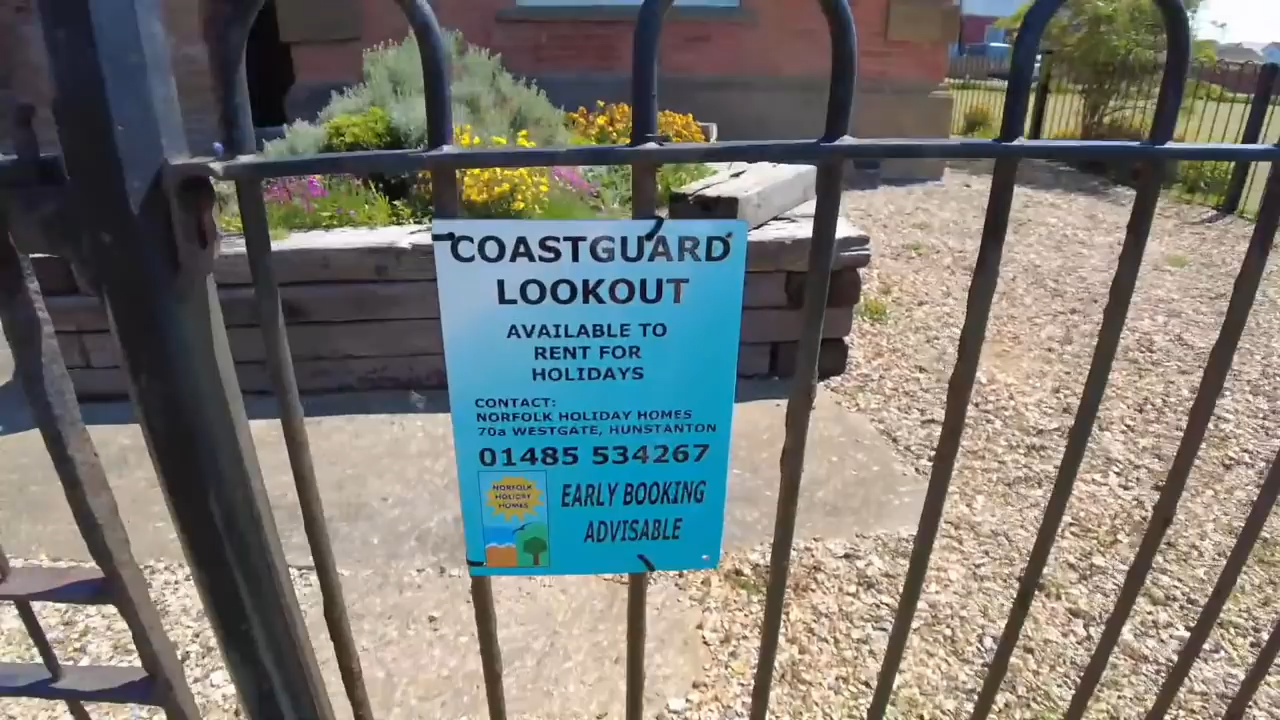 COASTGUARD
LOOKOUT
AVAILABLE TO
RENT FOR
HOLIDAYS
CONTACT:
NORFOLK HOLIDAY HOMES
70a WESTGATE, HUNSTANTON
01485 534267
NORFOLK
HOLIDAY
HOMES
EARLY BOOKING
ADVISABLE